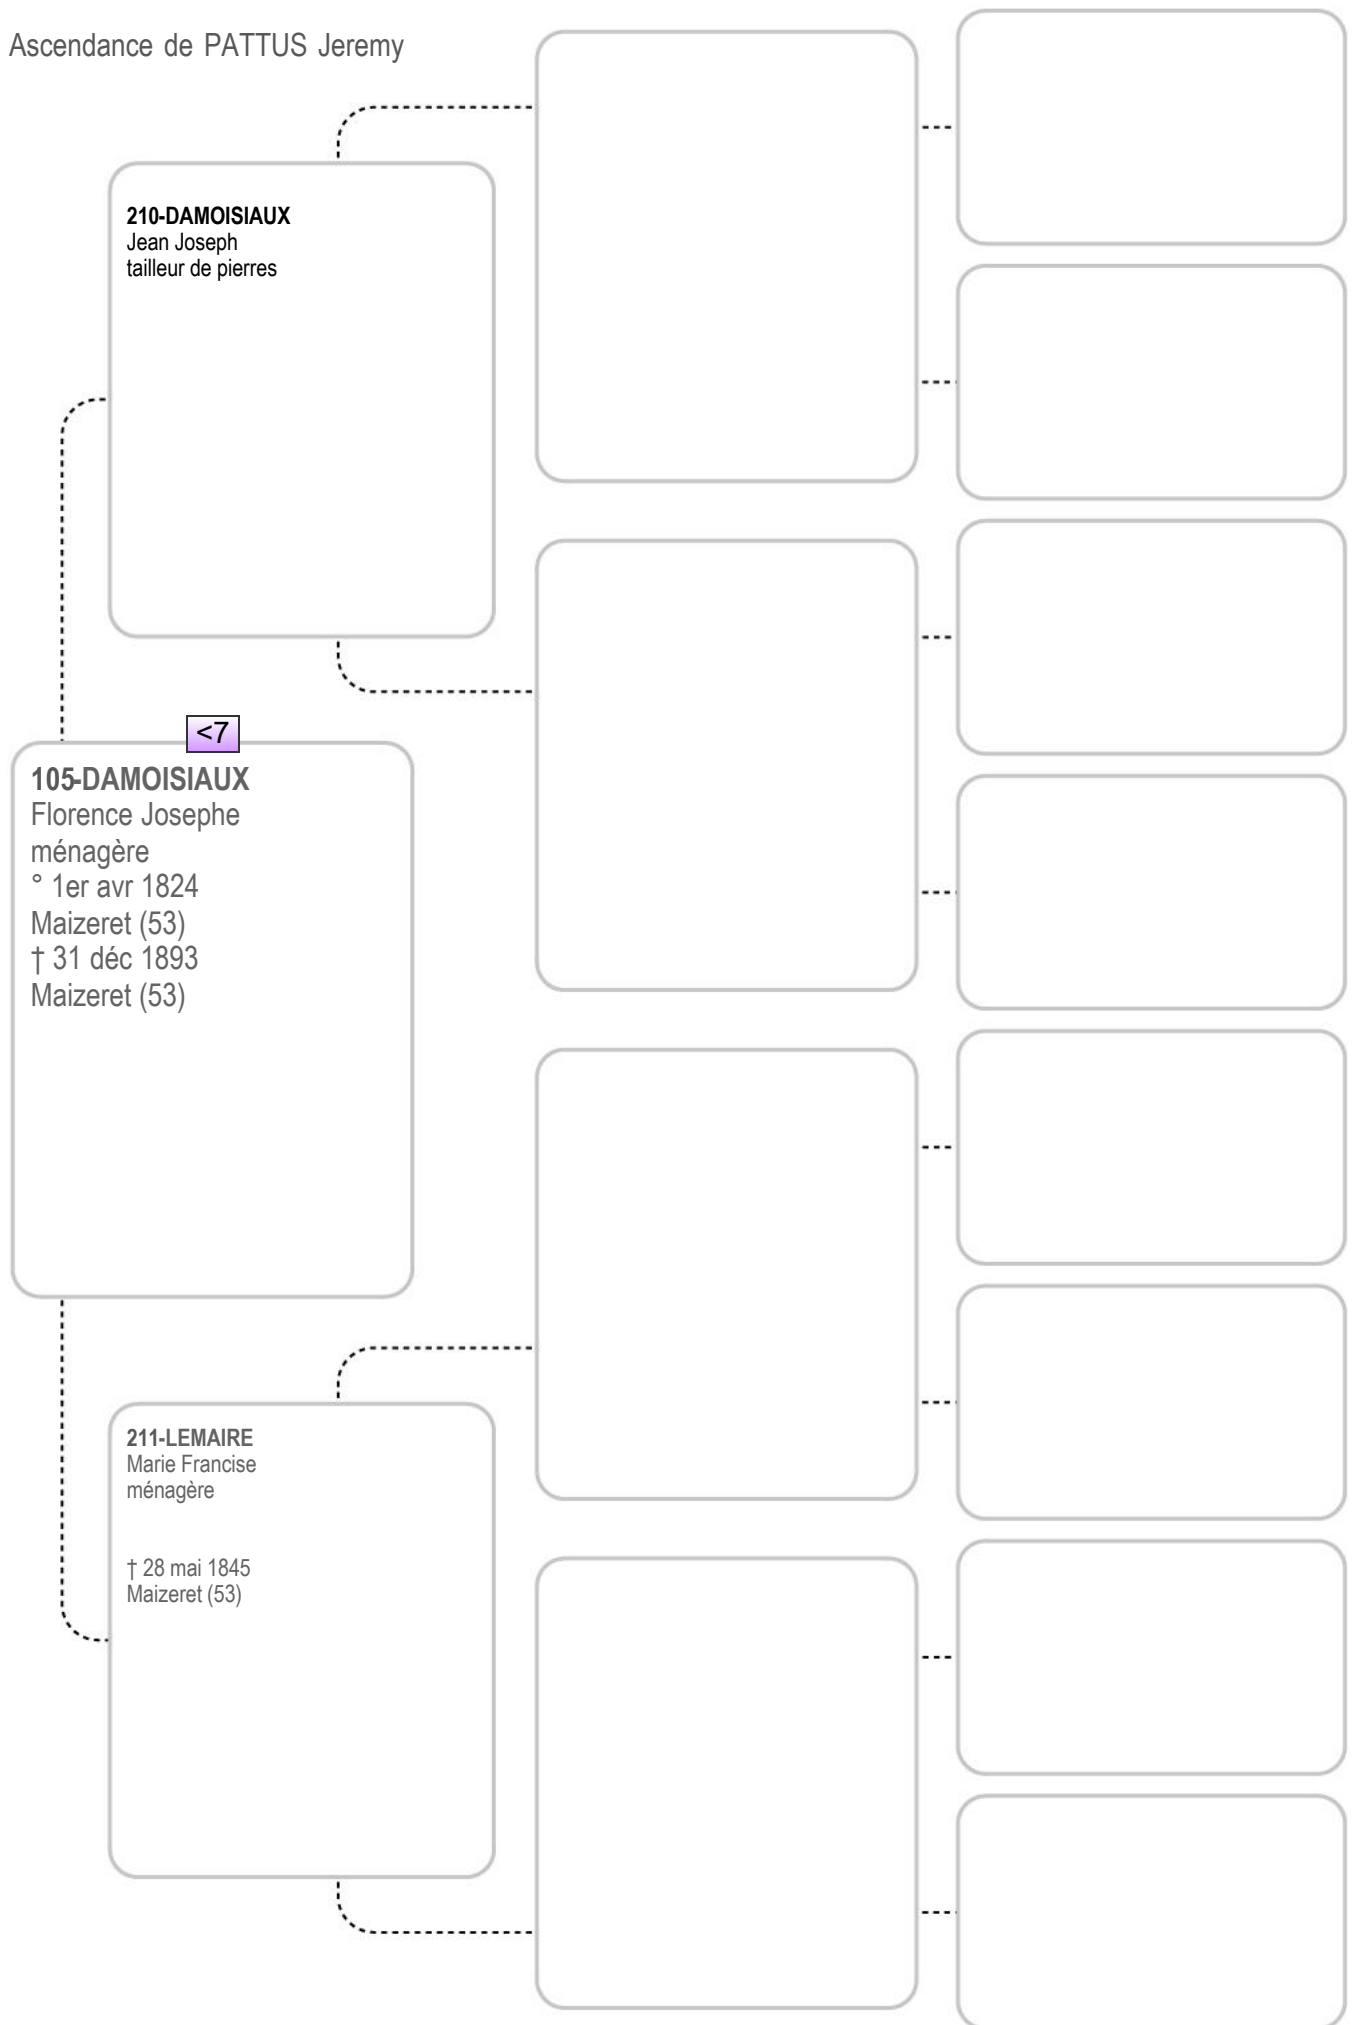 Ascendance de PATTUS Jeremy
210-DAMOISIAUX
Jean Joseph
tailleur de pierres
<7
105-DAMOISIAUX
Florence Josephe
ménagère
° 1er avr 1824
Maizeret (53)
† 31 déc 1893
Maizeret (53)
211-LEMAIRE
Marie Francise
ménagère
† 28 mai 1845
Maizeret (53)